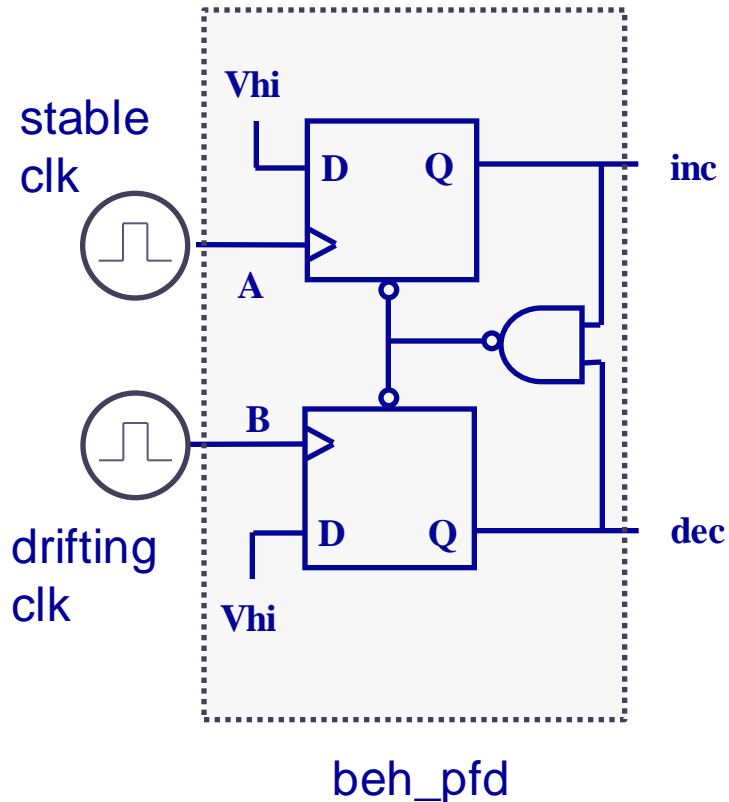 Vhi
stable
clk
D
Q
inc
A
B
drifting
clk
D
Q
dec
Vhi
beh_pfd